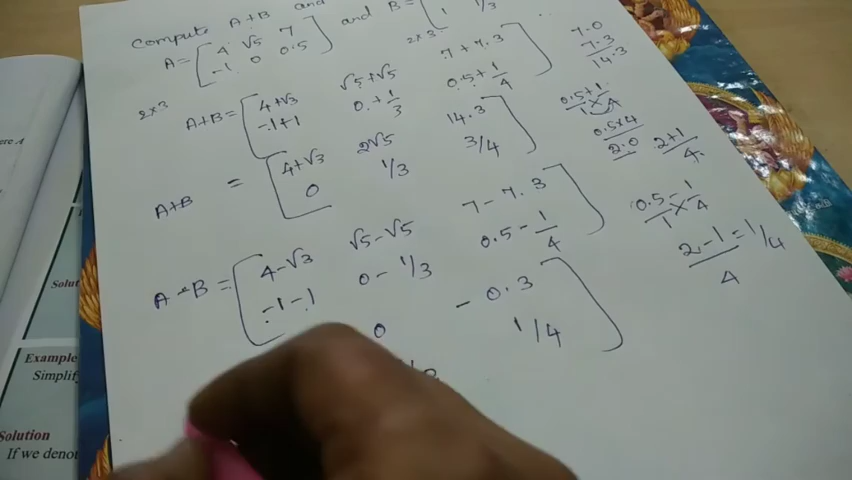 Compute A+B and
A = [ 4 √5 7 and B = [
-1 0 0.5 ] 1 1/3
2×3
2×3
A+B = [ 4+√3 √5+√5 7+7.3
-1+1 0+1/3 0.5+1/4 ]
A+B = [ 4+√3 2√5 14.3
0 1/3 3/4 ]
A-B = [ 4-√3 √5-√5 7-7.3
-1-1 0-1/3 0.5-1/4 ]
0 -0.3
1/4 ]
7.0
7.3
14.3
0.5+1
1 × 4
0.5+4
2.0
2+1
4
0.5-1
1 × 4
2-1 = 1/4
4
ere A
Solut
Example
Simplif
Solution
If we denot